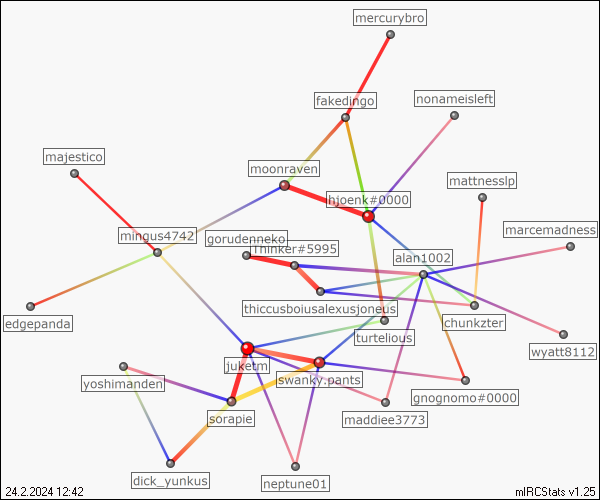 mercurybro
fakedingo
nonameisleft
majestico
moonraven
mattnesslp
hjoenk#0000
marcemadness
mingus4742
gorudenneko
Thinker#5995
alan1002
thiccusboiusalexusjoneus
edgepanda
chunkzter
turtelious
wyatt8112
juketm
yoshimanden
swanky.pants
gnognomo#0000
sorapie
maddiee3773
dick_yunkus
neptune01
24.2.2024 12:42
mIRCStats v1.25